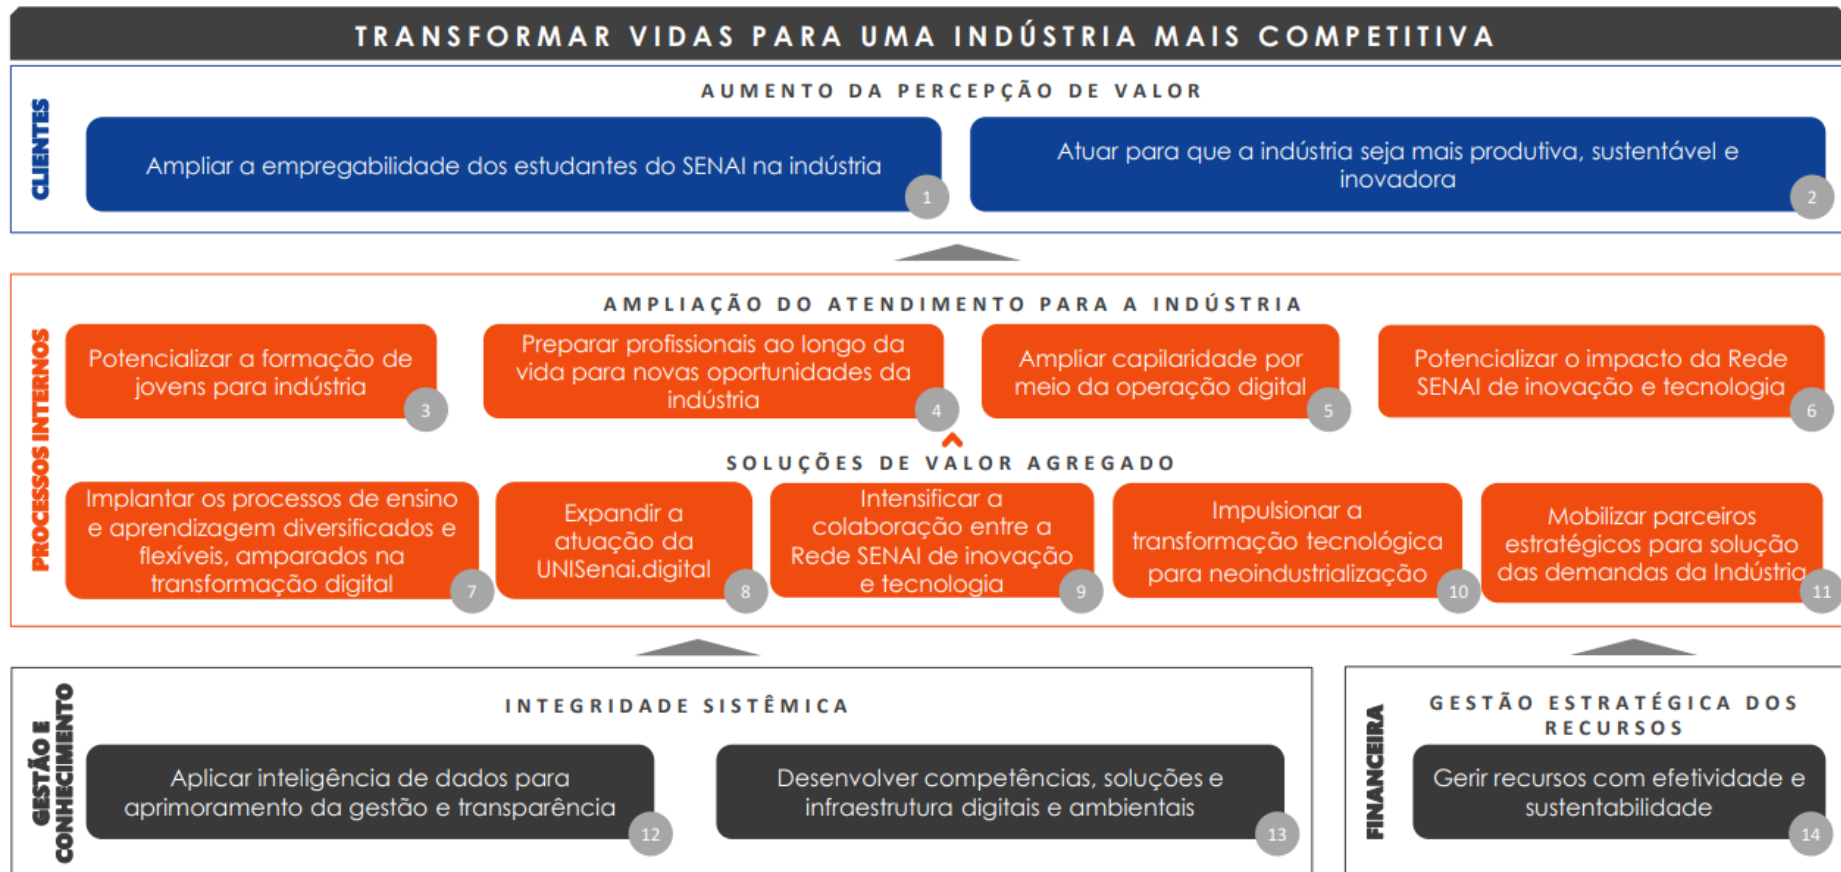 TRANSFORMAR VIDAS PARA UMA INDÚSTRIA MAIS COMPETITIVA
CLIENTES
AUMENTO DA PERCEPÇÃO DE VALOR
Ampliar a empregabilidade dos estudantes do SENAI na indústria
1
Atuar para que a indústria seja mais produtiva, sustentável e
inovadora
2
PROCESSOS INTERNOS
AMPLIAÇÃO DO ATENDIMENTO PARA A INDÚSTRIA
Potencializar a formação de
jovens para indústria
3
Preparar profissionais ao longo da
vida para novas oportunidades da
indústria
4
Ampliar capilaridade por
meio da operação digital
5
Potencializar o impacto da Rede
SENAI de inovação e tecnologia
6
SOLUÇÕES DE VALOR AGREGADO
Implantar os processos de ensino
e aprendizagem diversificados e
flexíveis, amparados na
transformação digital
7
Expandir a
atuação da
UNISenai.digital
8
Intensificar a
colaboração entre a
Rede SENAI de inovação
e tecnologia
9
Impulsionar a
transformação tecnológica
para neoindustrialização
10
Mobilizar parceiros
estratégicos para solução
das demandas da Indústria
11
GESTÃO E
CONHECIMENTO
INTEGRIDADE SISTÊMICA
Aplicar inteligência de dados para
aprimoramento da gestão e transparência
12
Desenvolver competências, soluções e
infraestrutura digitais e ambientais
13
FINANCEIRA
GESTÃO ESTRATÉGICA DOS
RECURSOS
Gerir recursos com efetividade e
sustentabilidade
14